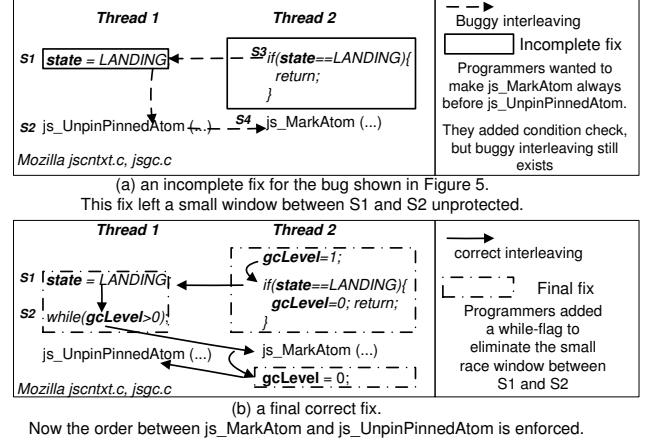 Thread 1 Thread 2
S1 state = LANDING S3 if(state==LANDING){
return;
}
S2 js_UnpinPinnedAtom (...) S4 js_MarkAtom (...)
Mozilla jscntxt.c, jsgc.c
Buggy interleaving
Incomplete fix
Programmers wanted to
make js_MarkAtom always
before js_UnpinPinnedAtom.
They added condition check,
but buggy interleaving still
exists
(a) an incomplete fix for the bug shown in Figure 5.
This fix left a small window between S1 and S2 unprotected.
Thread 1 Thread 2
gcLevel=1;
S1 state = LANDING; if(state==LANDING){
S2 while(gcLevel>0); gcLevel=0; return;
}
js_UnpinPinnedAtom (...) js_MarkAtom (...)
gcLevel = 0;
Mozilla jscntxt.c, jsgc.c
correct interleaving
Final fix
Programmers added
a while-flag to
eliminate the small
race window between
S1 and S2
(b) a final correct fix.
Now the order between js_MarkAtom and js_UnpinPinnedAtom is enforced.